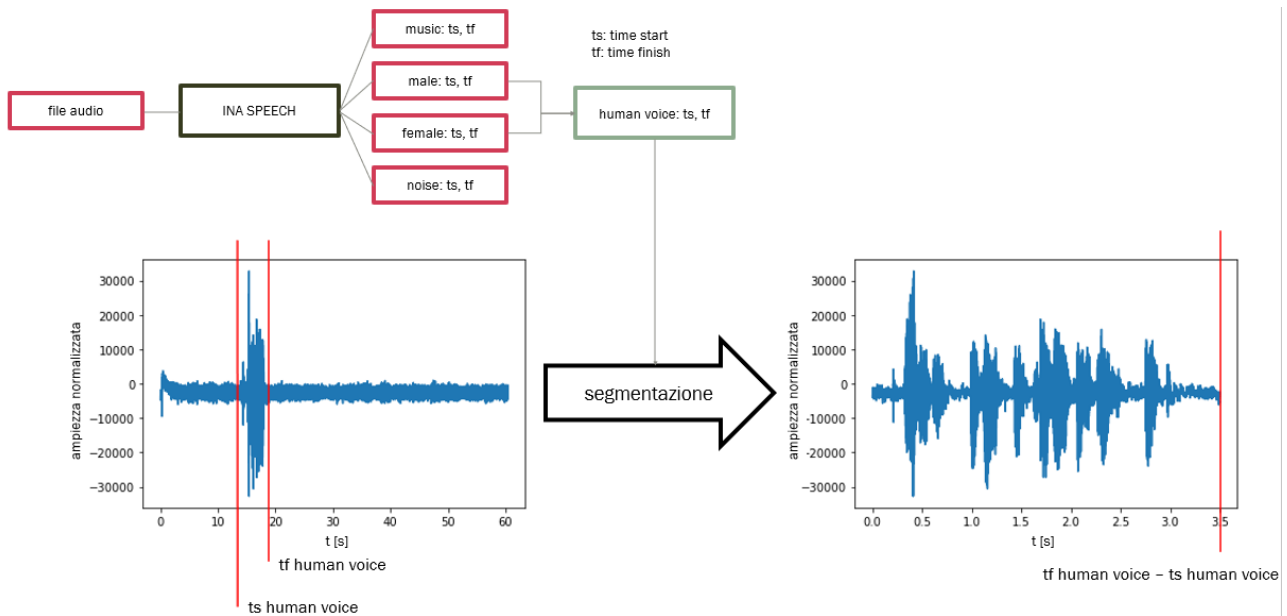 music: ts, tf
ts: time start
tf: time finish
male: ts, tf
file audio
INA SPEECH
human voice: ts, tf
female: ts, tf
noise: ts, tf
ampiezza normalizzata
30000
20000
10000
0
−10000
−20000
−30000
0
10
20
30
40
50
60
t [s]
tf human voice
ts human voice
segmentazione
ampiezza normalizzata
30000
20000
10000
0
-10000
−20000
−30000
0.0
0.5
1.0
1.5
2.0
2.5
3.0
3.5
t [s]
tf human voice – ts human voice